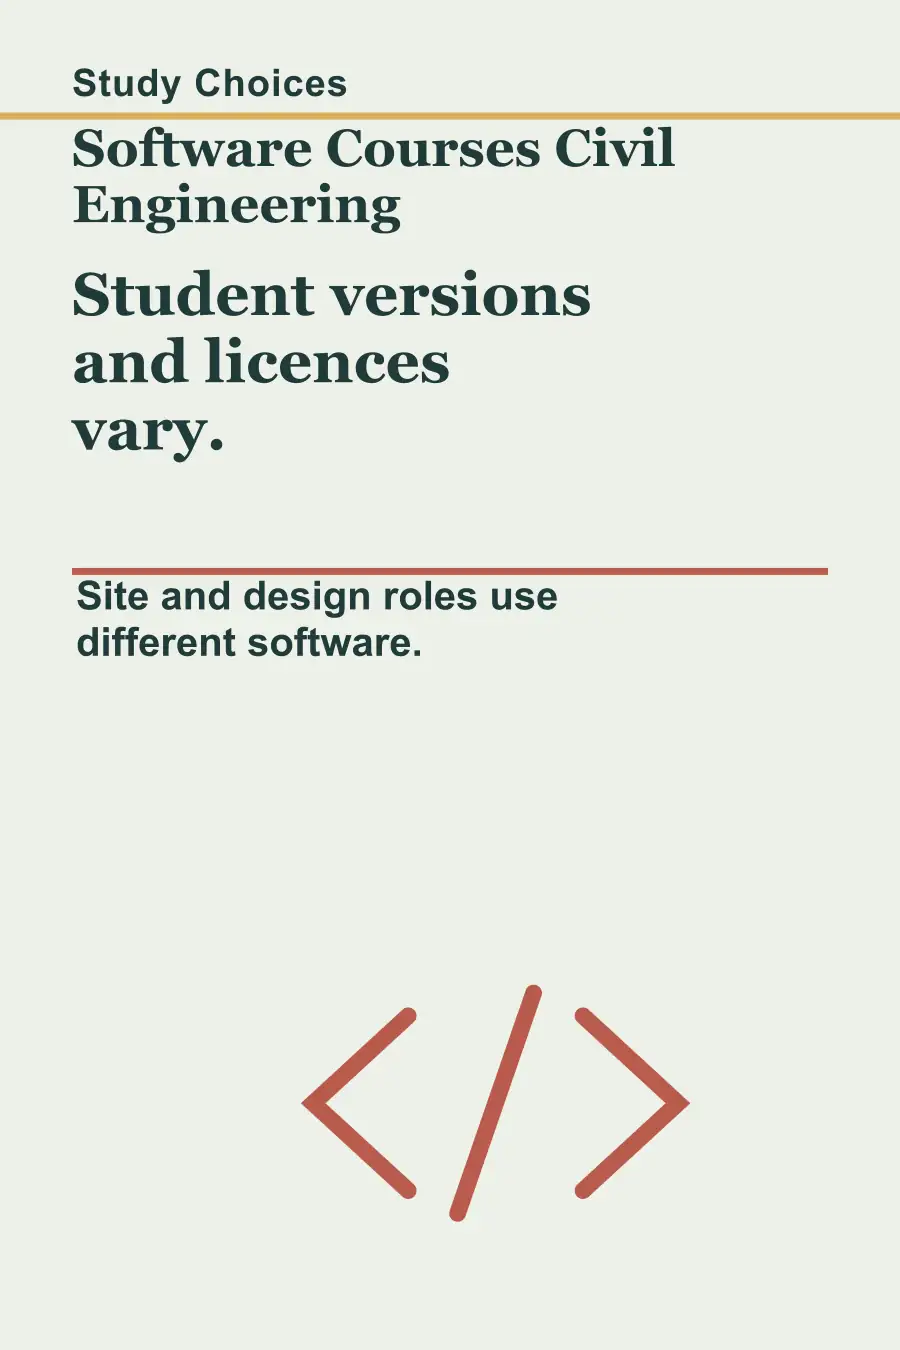 Study Choices
Software Courses Civil
Engineering
Student versions
and licences
vary.
Site and design roles use
different software.